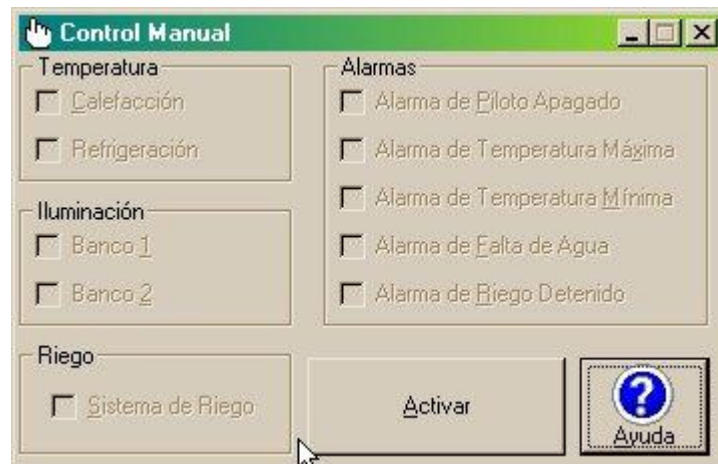 Control Manual
Temperatura
Calefacción
Refrigeración
Iluminación
Banco 1
Banco 2
Riego
Sistema de Riego
Alarmas
Alarma de Piloto Apagado
Alarma de Temperatura Máxima
Alarma de Temperatura Mínima
Alarma de Falta de Agua
Alarma de Riego Detenido
Activar
?
Ayuda